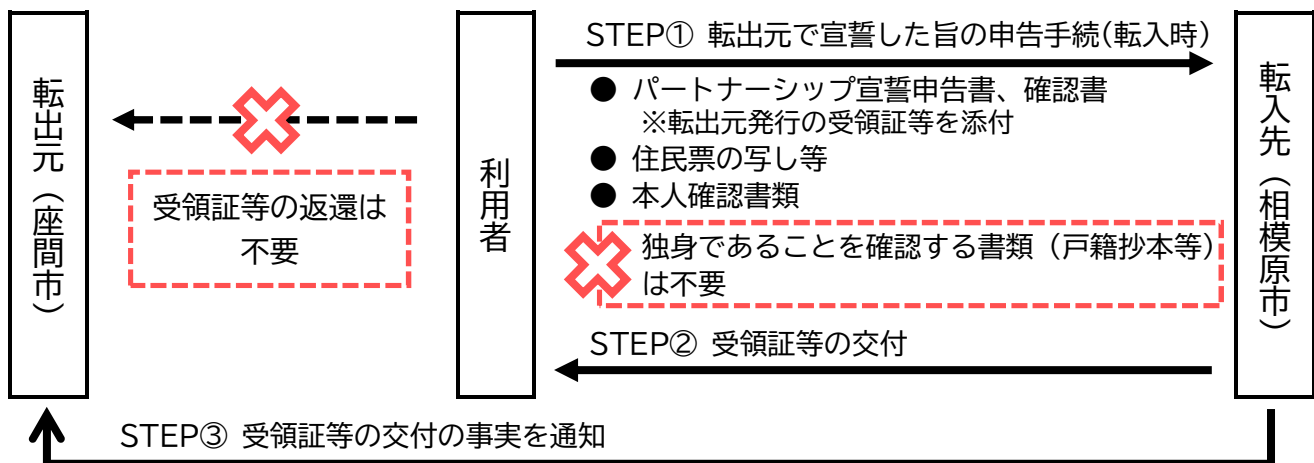 転出元（座間市）
受領証等の返還は
不要
利用者
STEP① 転出元で宣誓した旨の申告手続(転入時)
● パートナーシップ宣誓申告書、確認書
※転出元発行の受領証等を添付
● 住民票の写し等
● 本人確認書類
独身であることを確認する書類（戸籍抄本等）
は不要
STEP② 受領証等の交付
転入先（相模原市）
STEP③ 受領証等の交付の事実を通知